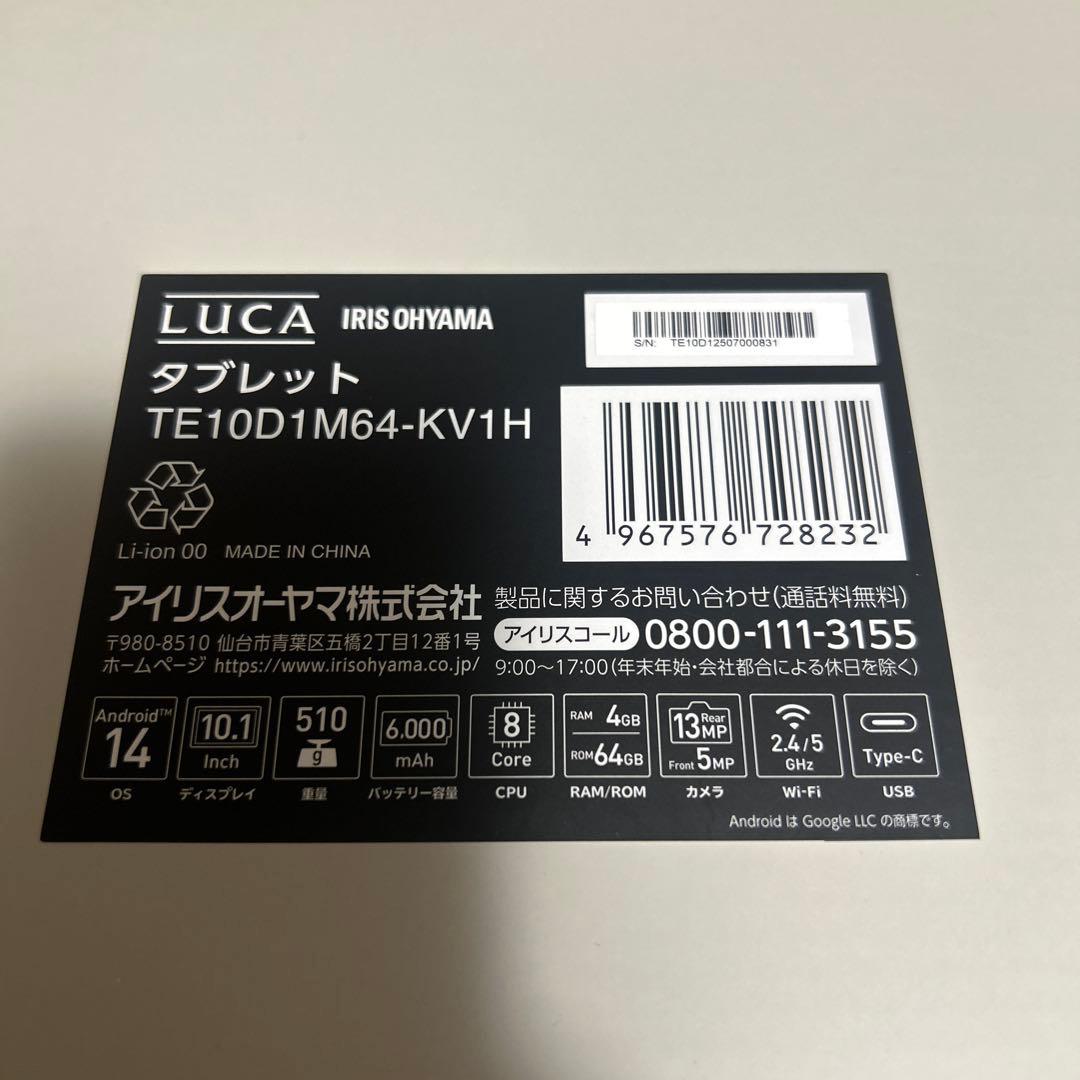 LUCA IRIS OHYAMA
タブレット
TE10D1M64-KV1H
Li-ion 00 MADE IN CHINA
S/N: TE10D12507000831
4 967576 728232
アイリスオーヤマ株式会社
〒980-8510 仙台市青葉区五橋2丁目12番1号
ホームページ https://www.irisohyama.co.jp/
製品に関するお問い合わせ(通話料無料)
アイリスコール 0800-111-3155
9:00～17:00(年末年始・会社都合による休日を除く)
Android™ 14
OS
10.1 Inch
ディスプレイ
510 g
重量
6.000 mAh
バッテリー容量
8 Core
CPU
RAM 4GB
ROM 64GB
RAM/ROM
13MP Rear
Front 5MP
カメラ
2.4/5 GHz
Wi-Fi
Type-C
USB
Android は Google LLC の商標です。